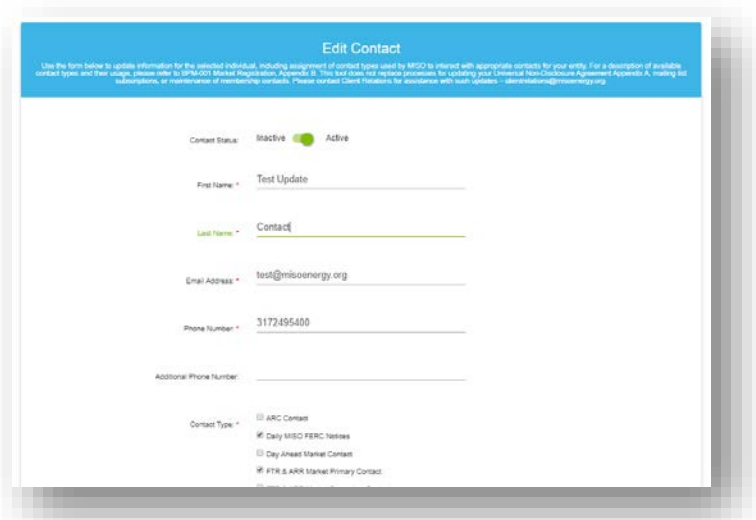 Edit Contact
Use the form below to update information for the selected individual, including assignment of contact types used by MISO to interact with appropriate contacts for your entity. For a description of available
contact types and their usage, please refer to BPM-001 Market Registration, Appendix B. This tool does not replace processes for updating your Universal Non-Disclosure Agreement Appendix A, mailing list
subscriptions, or maintenance of membership contacts. Please contact Client Relations for assistance with such updates – clientrelations@misoenergy.org
Contact Status: Inactive Active
First Name: * Test Update
Last Name: * Contact
Email Address: * test@misoenergy.org
Phone Number: * 3172495400
Additional Phone Number:
Contact Type: * ARC Contact
Daily MISO FERC Notices
Day Ahead Market Contact
FTR & ARR Market Primary Contact